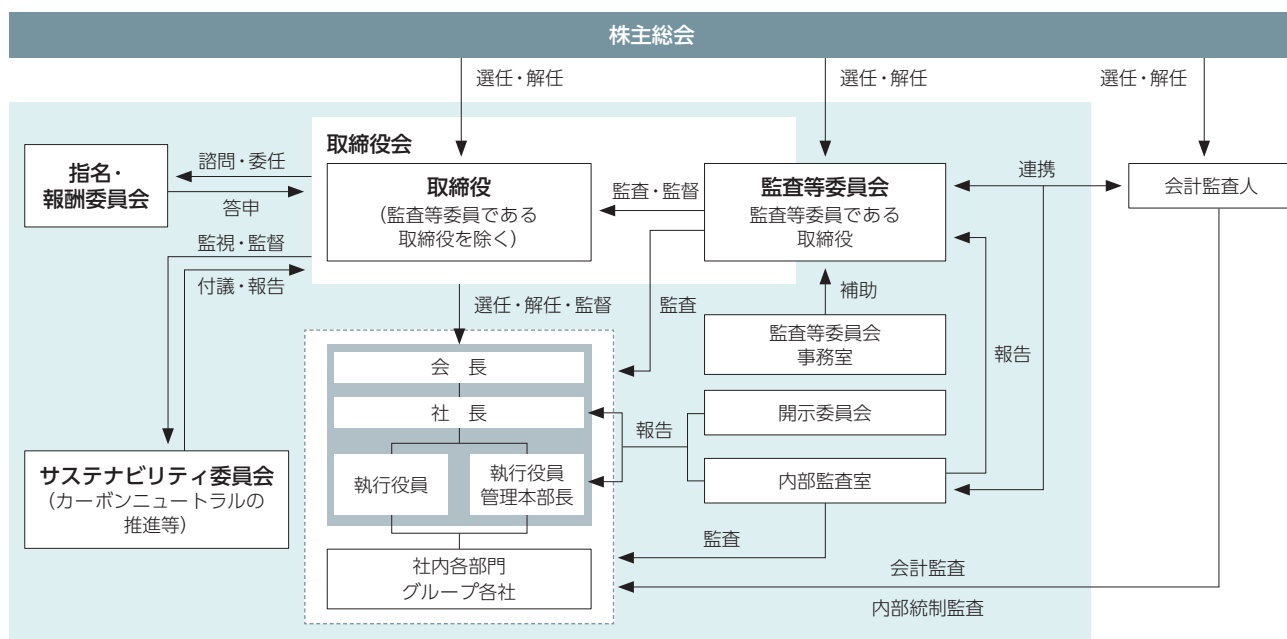 株主総会
選任・解任
選任・解任
選任・解任
取締役会
指名・
報酬委員会
諮問・委任
答申
取締役
(監査等委員である
取締役を除く)
監査・監督
監査等委員会
監査等委員である
取締役
連携
会計監査人
監視・監督
付議・報告
選任・解任・監督
監査
補助
監査等委員会
事務室
報告
会　長
社　長
報告
開示委員会
執行役員
執行役員
管理本部長
内部監査室
サステナビリティ委員会
(カーボンニュートラルの
推進等)
監査
社内各部門
グループ各社
会計監査
内部統制監査